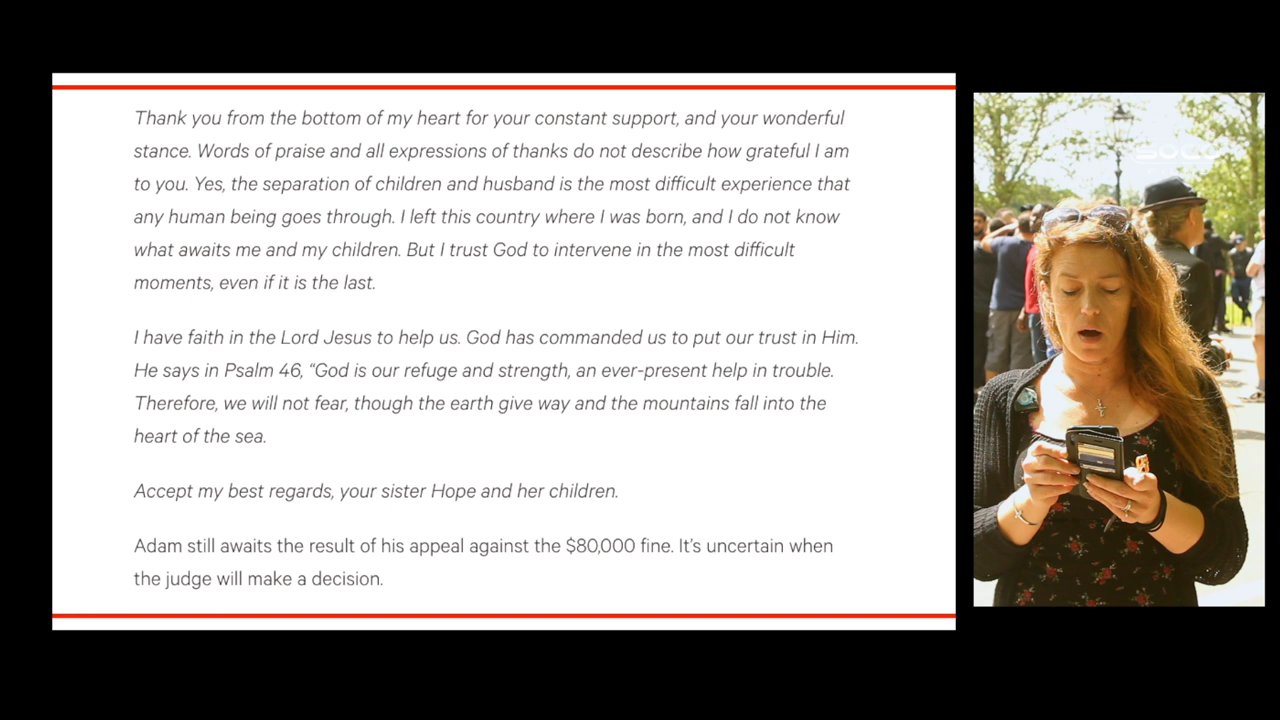 Thank you from the bottom of my heart for your constant support, and your wonderful
stance. Words of praise and all expressions of thanks do not describe how grateful I am
to you. Yes, the separation of children and husband is the most difficult experience that
any human being goes through. I left this country where I was born, and I do not know
what awaits me and my children. But I trust God to intervene in the most difficult
moments, even if it is the last.
I have faith in the Lord Jesus to help us. God has commanded us to put our trust in Him.
He says in Psalm 46, “God is our refuge and strength, an ever-present help in trouble.
Therefore, we will not fear, though the earth give way and the mountains fall into the
heart of the sea.
Accept my best regards, your sister Hope and her children.
Adam still awaits the result of his appeal against the $80,000 fine. It’s uncertain when
the judge will make a decision.